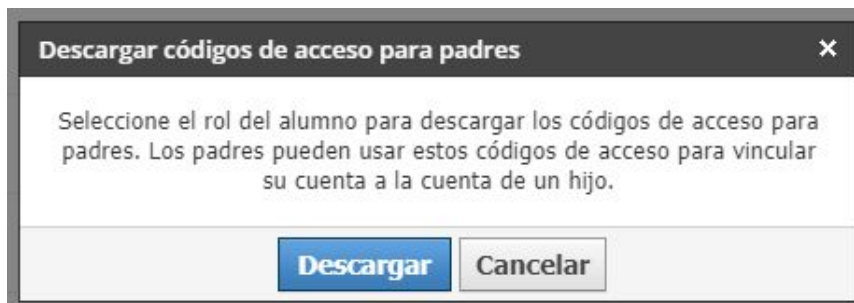 Descargar códigos de acceso para padres ×
Seleccione el rol del alumno para descargar los códigos de acceso para
padres. Los padres pueden usar estos códigos de acceso para vincular
su cuenta a la cuenta de un hijo.
Descargar Cancelar